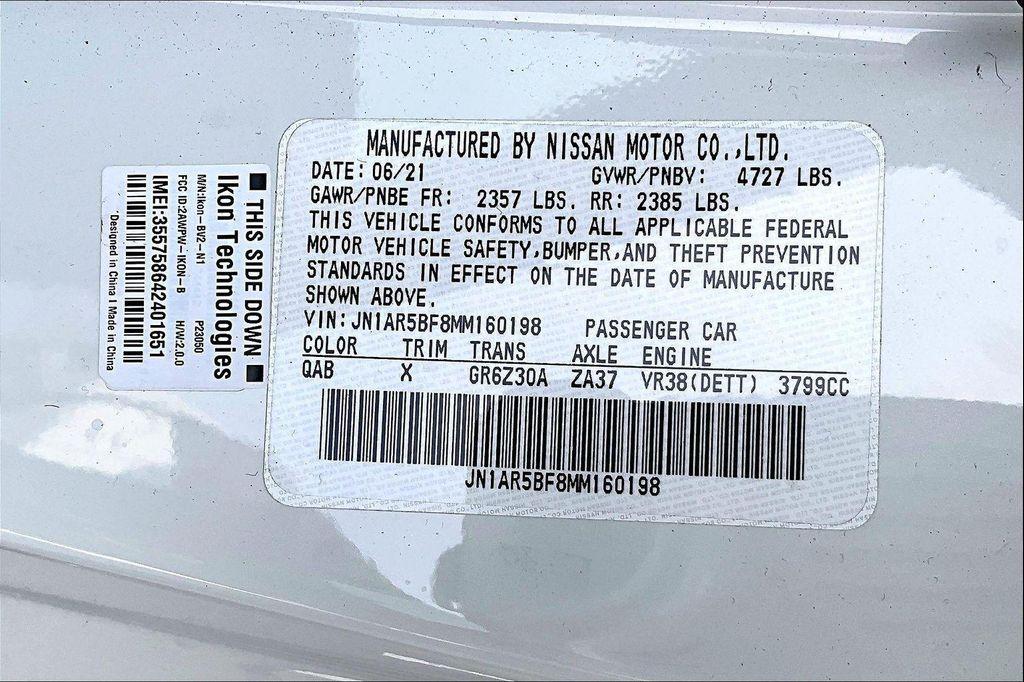 MANUFACTURED BY NISSAN MOTOR CO.,LTD.
DATE: 06/21 GVWR/PNBV: 4727 LBS.
GAWR/PNBE FR: 2357 LBS. RR: 2385 LBS.
THIS VEHICLE CONFORMS TO ALL APPLICABLE FEDERAL
MOTOR VEHICLE SAFETY,BUMPER,AND THEFT PREVENTION
STANDARDS IN EFFECT ON THE DATE OF MANUFACTURE
SHOWN ABOVE.
VIN: JN1AR5BF8MM160198 PASSENGER CAR
COLOR TRIM TRANS AXLE ENGINE
QAB X GR6Z30A ZA37 VR38(DETT) 3799CC
JN1AR5BF8MM160198
■ THIS SIDE DOWN ■
Ikon Technologies
M/N:Ikon-BV2-N1 P23050
FCC ID:2AWPW-IKON-B H/W:2.0.0
IMEI:355758642401651
Designed in China | Made in China